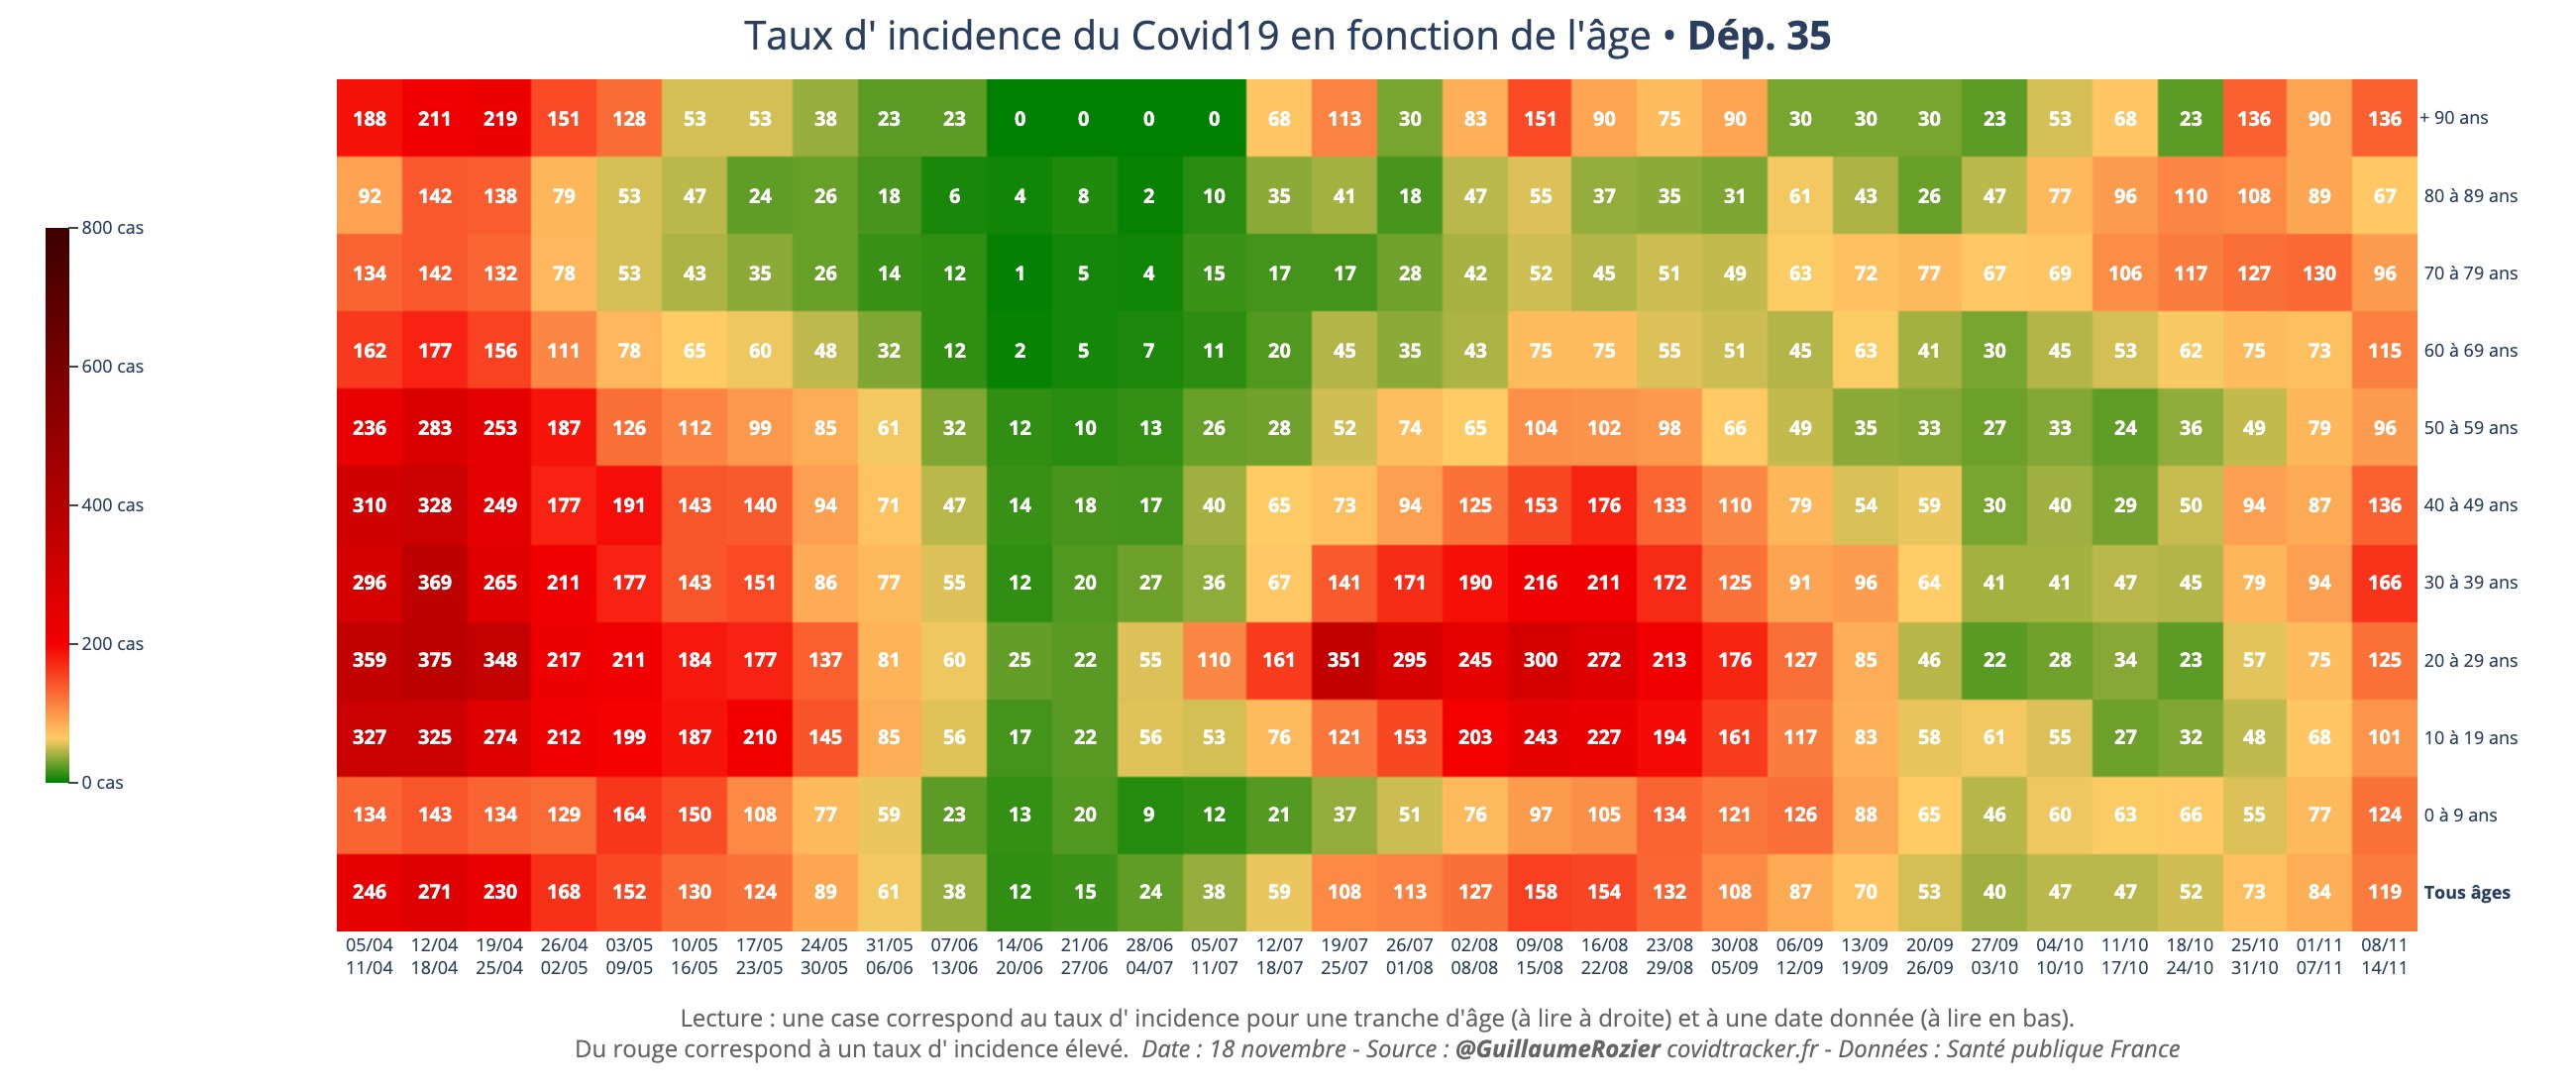 Taux d' incidence du Covid19 en fonction de l'âge • Dép. 35
800 cas
600 cas
400 cas
200 cas
0 cas
188 211 219 151 128 53 53 38 23 23 0 0 0 0 68 113 30 83 151 90 75 90 30 30 30 23 53 68 23 136 90 136 + 90 ans
92 142 138 79 53 47 24 26 18 6 4 8 2 10 35 41 18 47 55 37 35 31 61 43 26 47 77 96 110 108 89 67 80 à 89 ans
134 142 132 78 53 43 35 26 14 12 1 5 4 15 17 17 28 42 52 45 51 49 63 72 77 67 69 106 117 127 130 96 70 à 79 ans
162 177 156 111 78 65 60 48 32 12 2 5 7 11 20 45 35 43 75 75 55 51 45 63 41 30 45 53 62 75 73 115 60 à 69 ans
236 283 253 187 126 112 99 85 61 32 12 10 13 26 28 52 74 65 104 102 98 66 49 35 33 27 33 24 36 49 79 96 50 à 59 ans
310 328 249 177 191 143 140 94 71 47 14 18 17 40 65 73 94 125 153 176 133 110 79 54 59 30 40 29 50 94 87 136 40 à 49 ans
296 369 265 211 177 143 151 86 77 55 12 20 27 36 67 141 171 190 216 211 172 125 91 96 64 41 41 47 45 79 94 166 30 à 39 ans
359 375 348 217 211 184 177 137 81 60 25 22 55 110 161 351 295 245 300 272 213 176 127 85 46 22 28 34 23 57 75 125 20 à 29 ans
327 325 274 212 199 187 210 145 85 56 17 22 56 53 76 121 153 203 243 227 194 161 117 83 58 61 55 27 32 48 68 101 10 à 19 ans
134 143 134 129 164 150 108 77 59 23 13 20 9 12 21 37 51 76 97 105 134 121 126 88 65 46 60 63 66 55 77 124 0 à 9 ans
246 271 230 168 152 130 124 89 61 38 12 15 24 38 59 108 113 127 158 154 132 108 87 70 53 40 47 47 52 73 84 119 Tous âges
05/04 12/04 19/04 26/04 03/05 10/05 17/05 24/05 31/05 07/06 14/06 21/06 28/06 05/07 12/07 19/07 26/07 02/08 09/08 16/08 23/08 30/08 06/09 13/09 20/09 27/09 04/10 11/10 18/10 25/10 01/11 08/11
11/04 18/04 25/04 02/05 09/05 16/05 23/05 30/05 06/06 13/06 20/06 27/06 04/07 11/07 18/07 25/07 01/08 08/08 15/08 22/08 29/08 05/09 12/09 19/09 26/09 03/10 10/10 17/10 24/10 31/10 07/11 14/11
Lecture : une case correspond au taux d' incidence pour une tranche d'âge (à lire à droite) et à une date donnée (à lire en bas).
Du rouge correspond à un taux d' incidence élevé. Date : 18 novembre - Source : @GuillaumeRozier covidtracker.fr - Données : Santé publique France